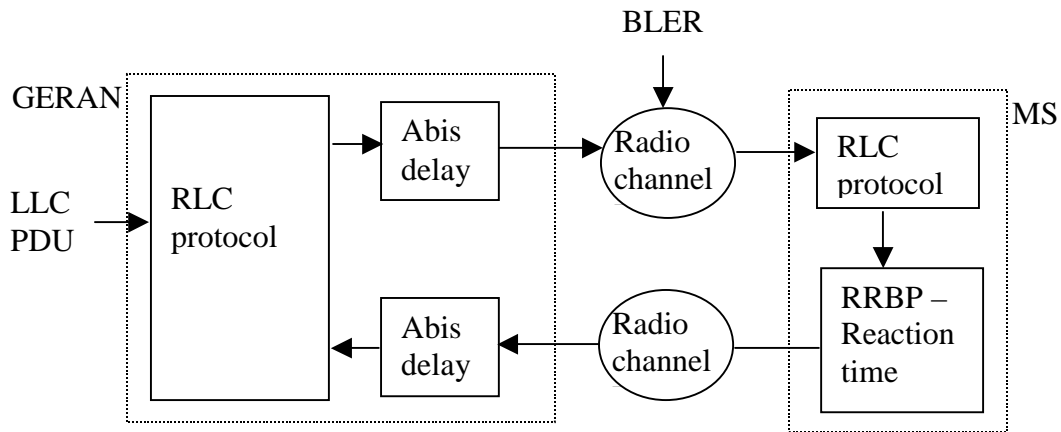 BLER
GERAN
MS
Abis
delay
Radio
channel
RLC
protocol
LLC
PDU
RLC
protocol
RRBP –
Reaction
time
Abis
delay
Radio
channel